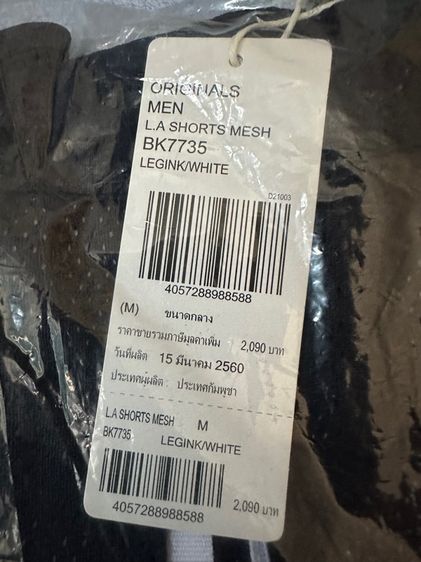 ORIGINALS
MEN
L.A SHORTS MESH
BK7735
LEGINK/WHITE
D21003
4057288988588
(M) ขนาดกลาง
ราคาขายรวมภาษีมูลค่าเพิ่ม 2,090 บาท
วันที่ผลิต 15 มีนาคม 2560
ประเทศผู้ผลิต : ประเทศกัมพูชา
L.A SHORTS MESH M
BK7735 LEGINK/WHITE
2,090 บาท
4057288988588